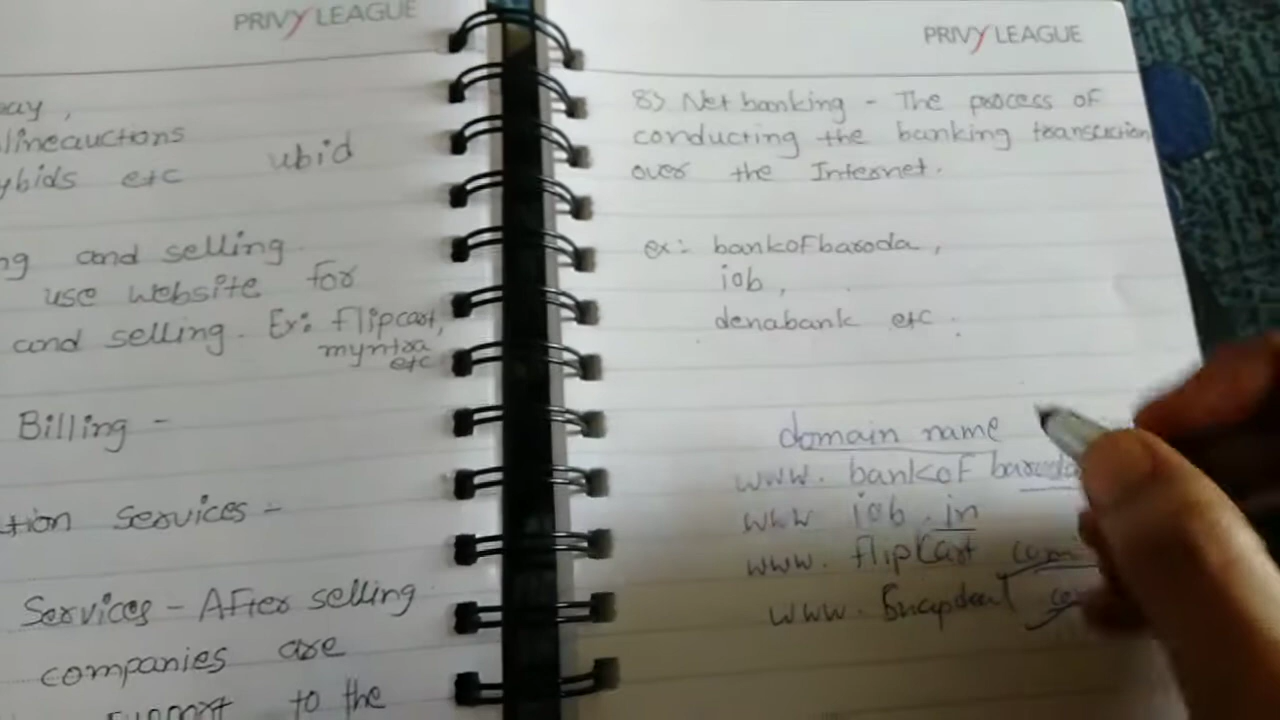 PRIVY LEAGUE
ay,
lineauctions
ybids etc ubid
ng and selling
use website for
and selling. Ex: flipcart,
myntra
etc
Billing -
tion Services -
Services - After selling
companies are
support to the
PRIVY LEAGUE
8) Net banking - The process of
conducting the banking transaction
over the Internet.
ex: bankofbaroda,
iob,
denabank etc.
domain name
www. bankof baroda
www iob.in
www. flipcart com
www. Snapdeal